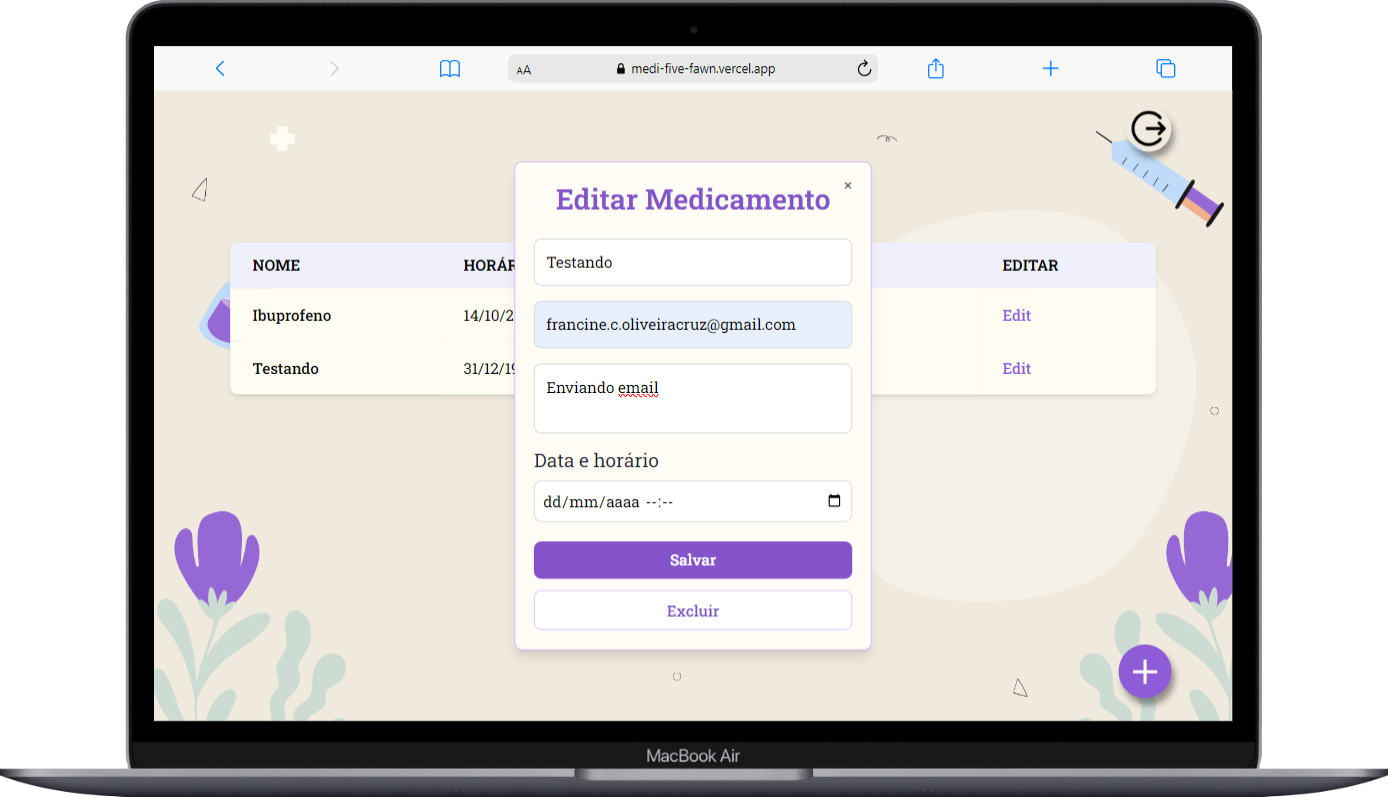 AA
medi-five-fawn.vercel.app
Editar Medicamento
×
Testando
francine.c.oliveiracruz@gmail.com
Enviando email
Data e horário
dd/mm/aaaa --:--
Salvar
Excluir
NOME HORÁR EDITAR
Ibuprofeno 14/10/2 Edit
Testando 31/12/19 Edit
MacBook Air